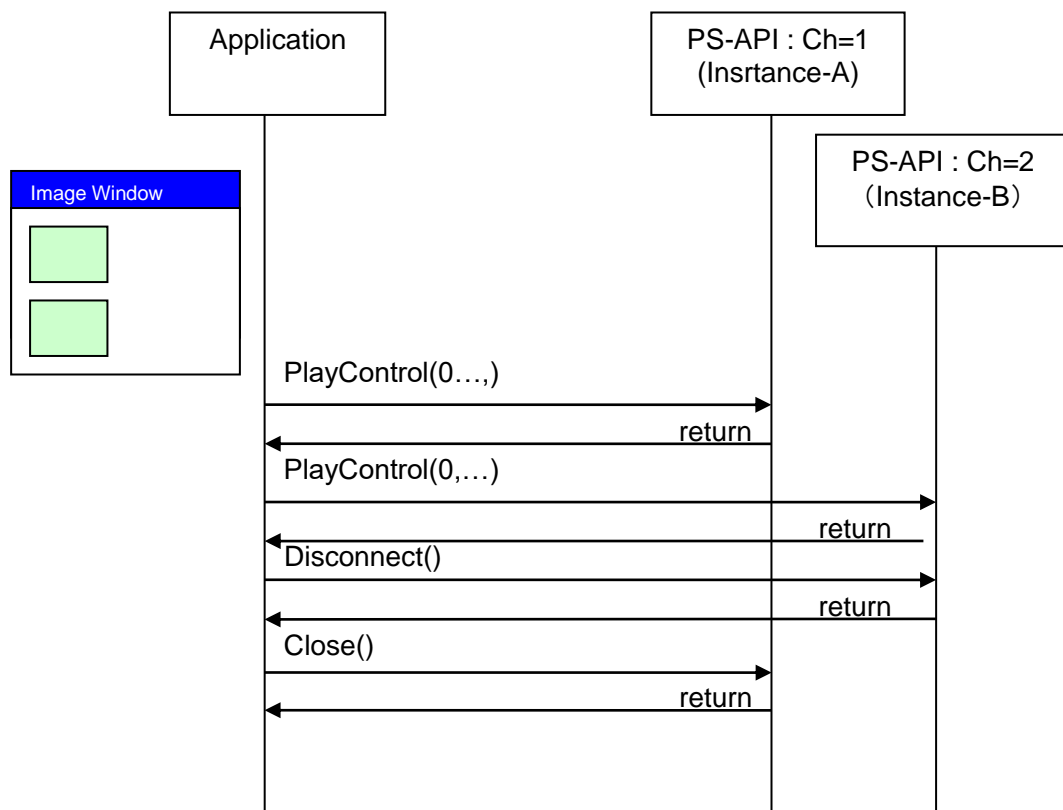 Application
PS-API : Ch=1
(Insrtance-A)
PS-API : Ch=2
（Instance-B）
Image Window
PlayControl(0…,)
return
PlayControl(0,…)
return
Disconnect()
return
Close()
return